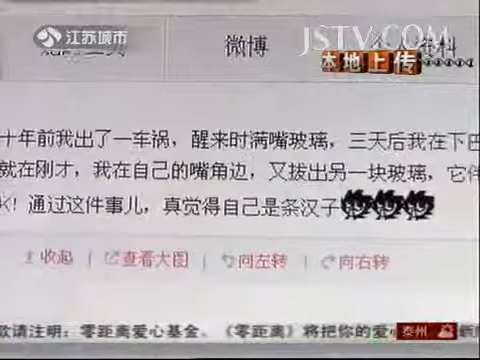 江苏城市
JSTV.COM
微博
本地上传
十年前我出了一车祸，醒来时满嘴玻璃，三天后我在下巴
就在刚才，我在自己的嘴角边，又拔出另一块玻璃，它伴
K！通过这件事儿，真觉得自己是条汉子
收起 | 查看大图 | 向左转 | 向右转
款请注明：零距离爱心基金、《零距离》将把你的爱心
泰州